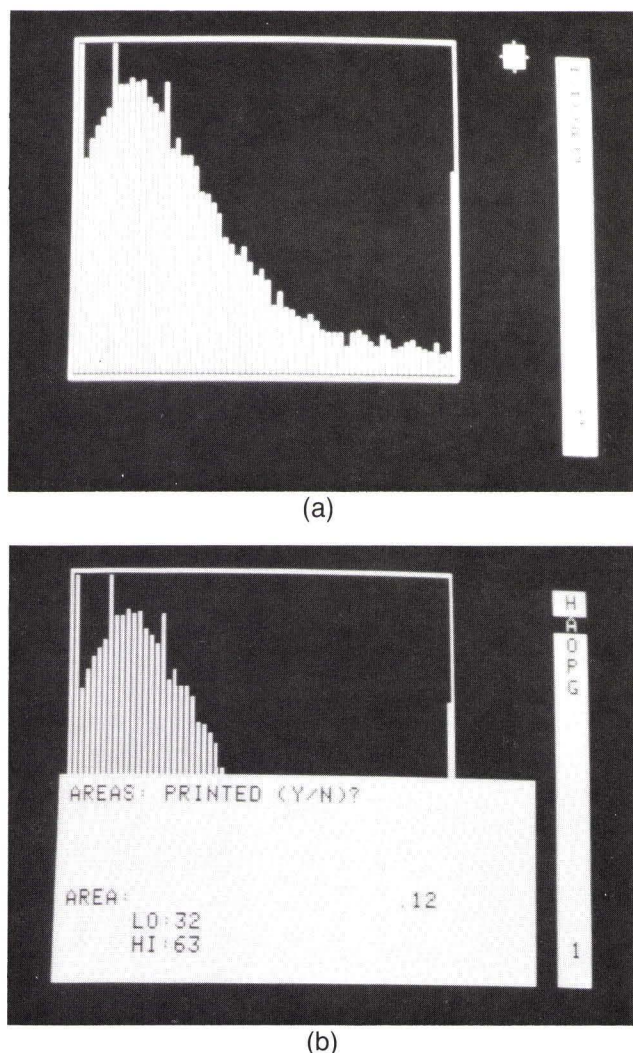 (a)
AREAS: PRINTED (Y/N)?
AREA: .12
LO:32
HI:63
H
A
O
P
G
1
(b)